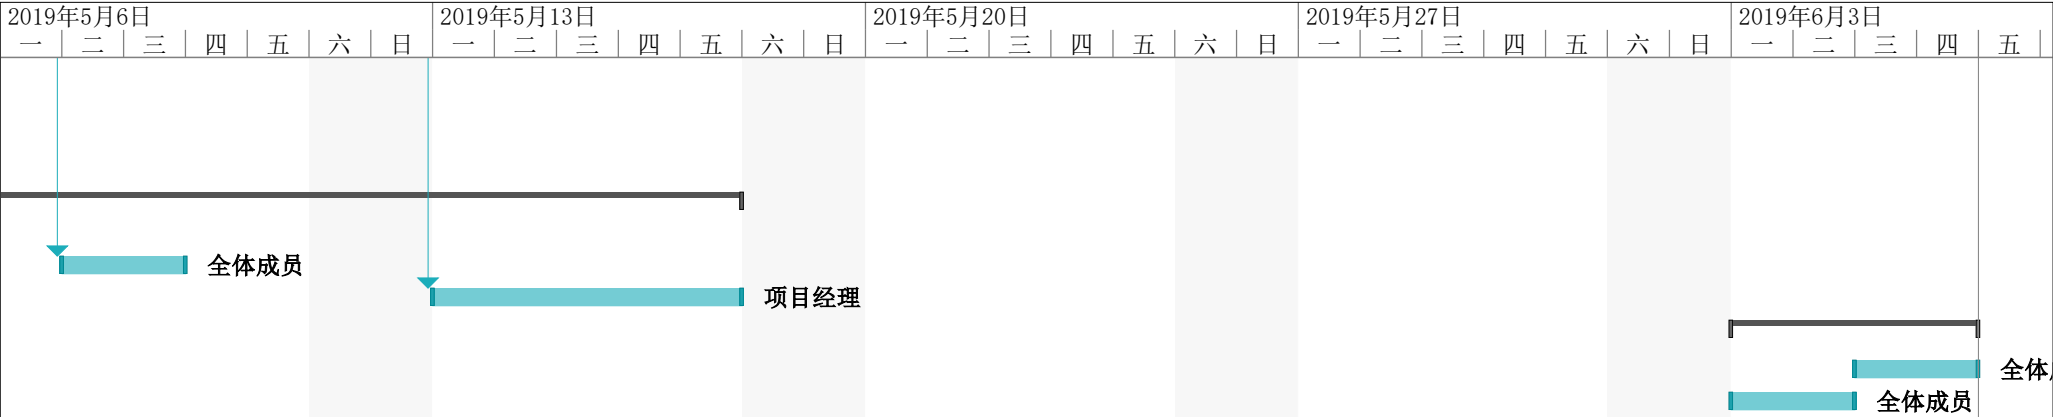 2019年5月6日 2019年5月13日 2019年5月20日 2019年5月27日 2019年6月3日
一 二 三 四 五 六 日 一 二 三 四 五 六 日 一 二 三 四 五 六 日 一 二 三 四 五 六 日 一 二 三 四 五
全体成员
项目经理
全体
全体成员